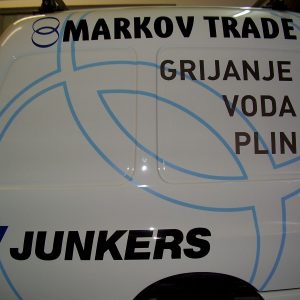 MARKOV TRADE
GRIJANJE
VODA
PLIN
JUNKERS